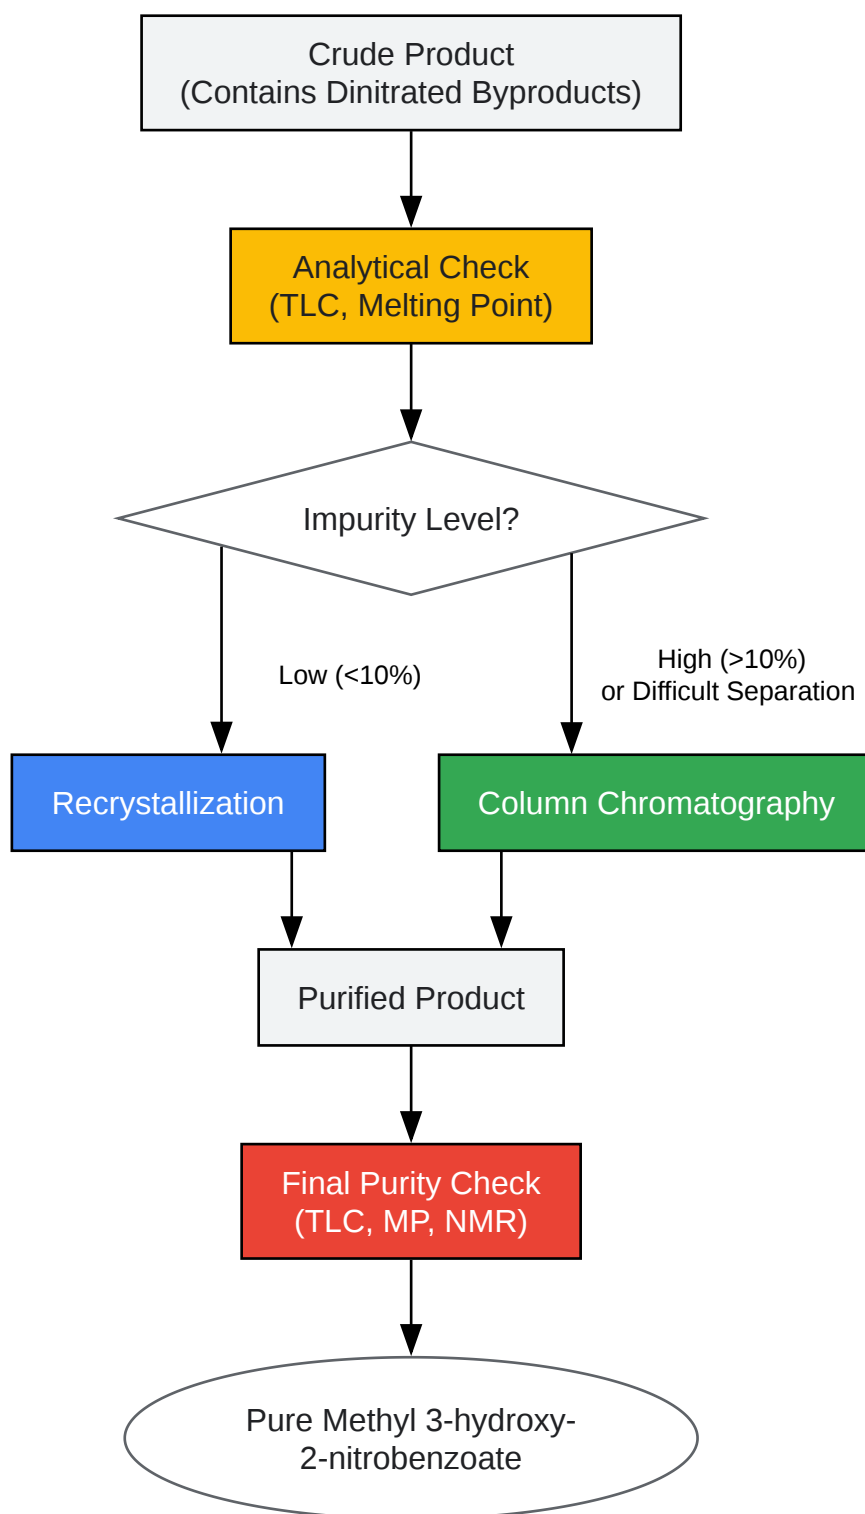 Crude Product
(Contains Dinitrated Byproducts)
Analytical Check
(TLC, Melting Point)
Impurity Level?
Low (<10%)
High (>10%)
or Difficult Separation
Recrystallization
Column Chromatography
Purified Product
Final Purity Check
(TLC, MP, NMR)
Pure Methyl 3-hydroxy-
2-nitrobenzoate